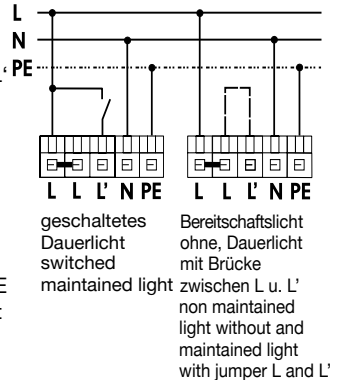 L
N
PE
L L L' N PE
L L L' N PE
geschaltetes
Dauerlicht
switched
maintained light
Bereitschaftslicht
ohne, Dauerlicht
mit Brücke
zwischen L u. L'
non maintained
light without and
maintained light
with jumper L and L'